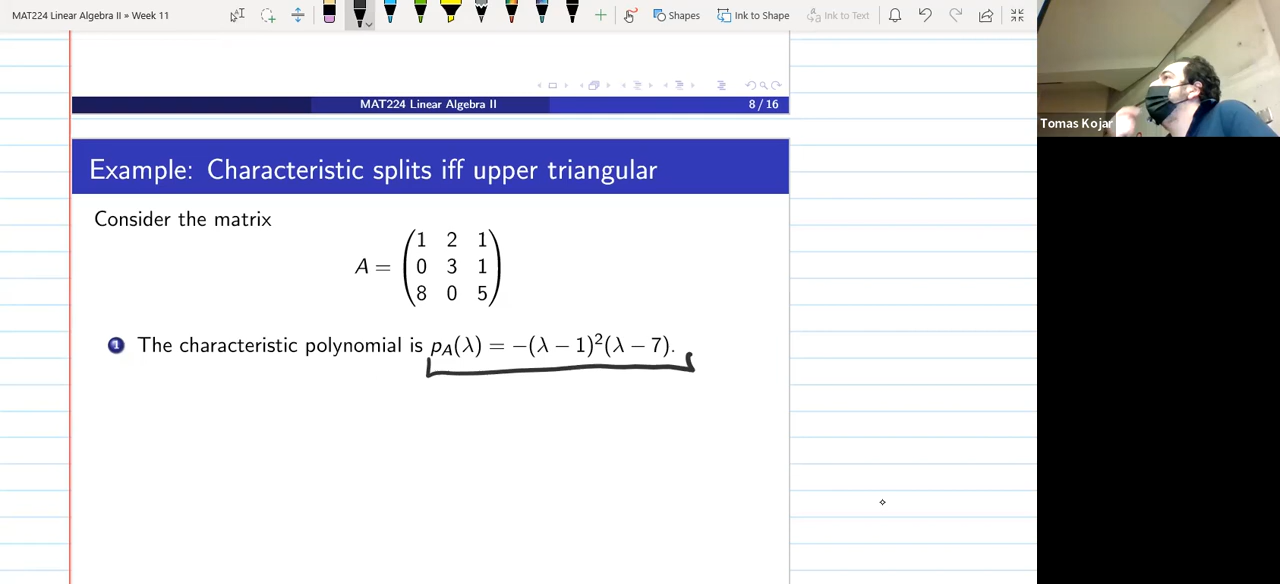 MAT224 Linear Algebra II » Week 11
Shapes
Ink to Shape
Ink to Text
Tomas Kojar
MAT224 Linear Algebra II
8 / 16
Example: Characteristic splits iff upper triangular
Consider the matrix
A = (1 2 1
0 3 1
8 0 5)
1 The characteristic polynomial is p_A(λ) = −(λ − 1)²(λ − 7).